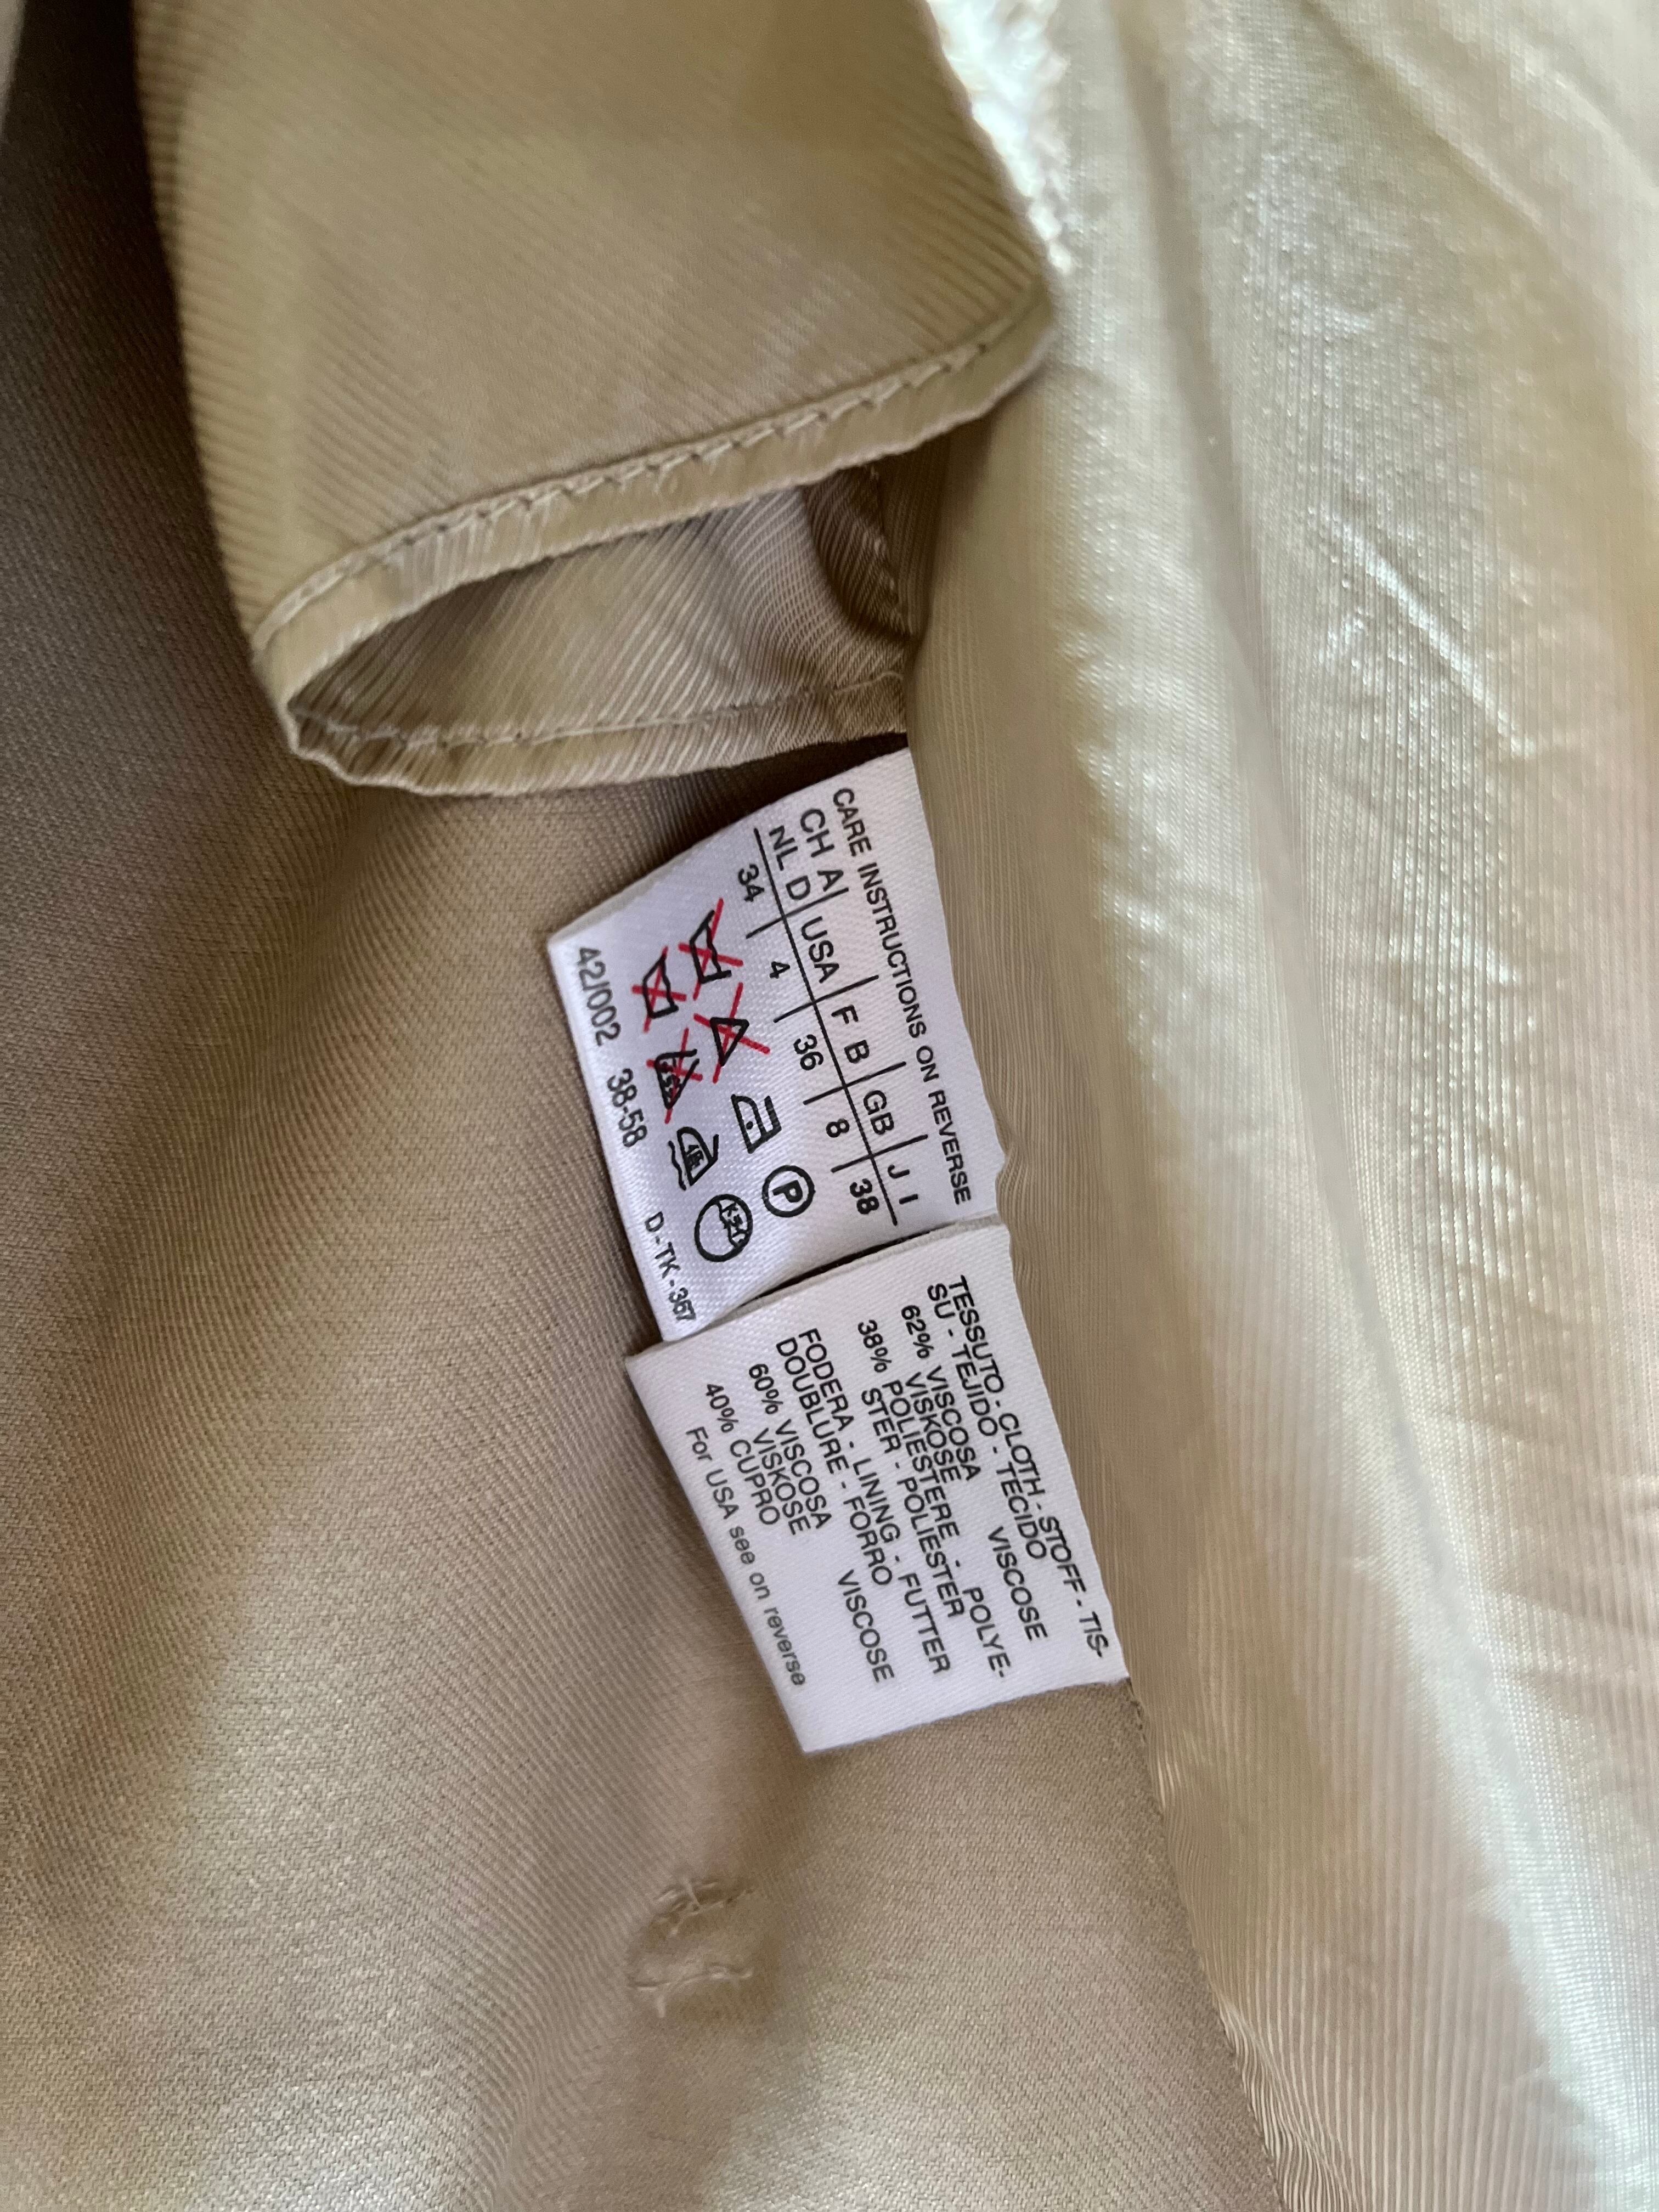 CARE INSTRUCTIONS ON REVERSE
CH A | USA | F B | GB | J I
NL D
34 | 4 | 36 | 8 | 38
P
42/002 38-58 D-TK-367
TESSUTO - CLOTH - STOFF - TIS-
SU - TEJIDO - TECIDO
62% VISCOSA VISCOSE
VISKOSE
38% POLIESTERE - POLYE-
STER - POLIESTER
FODERA - LINING - FUTTER
DOUBLURE - FORRO
60% VISCOSA VISCOSE
VISKOSE
40% CUPRO
For USA see on reverse